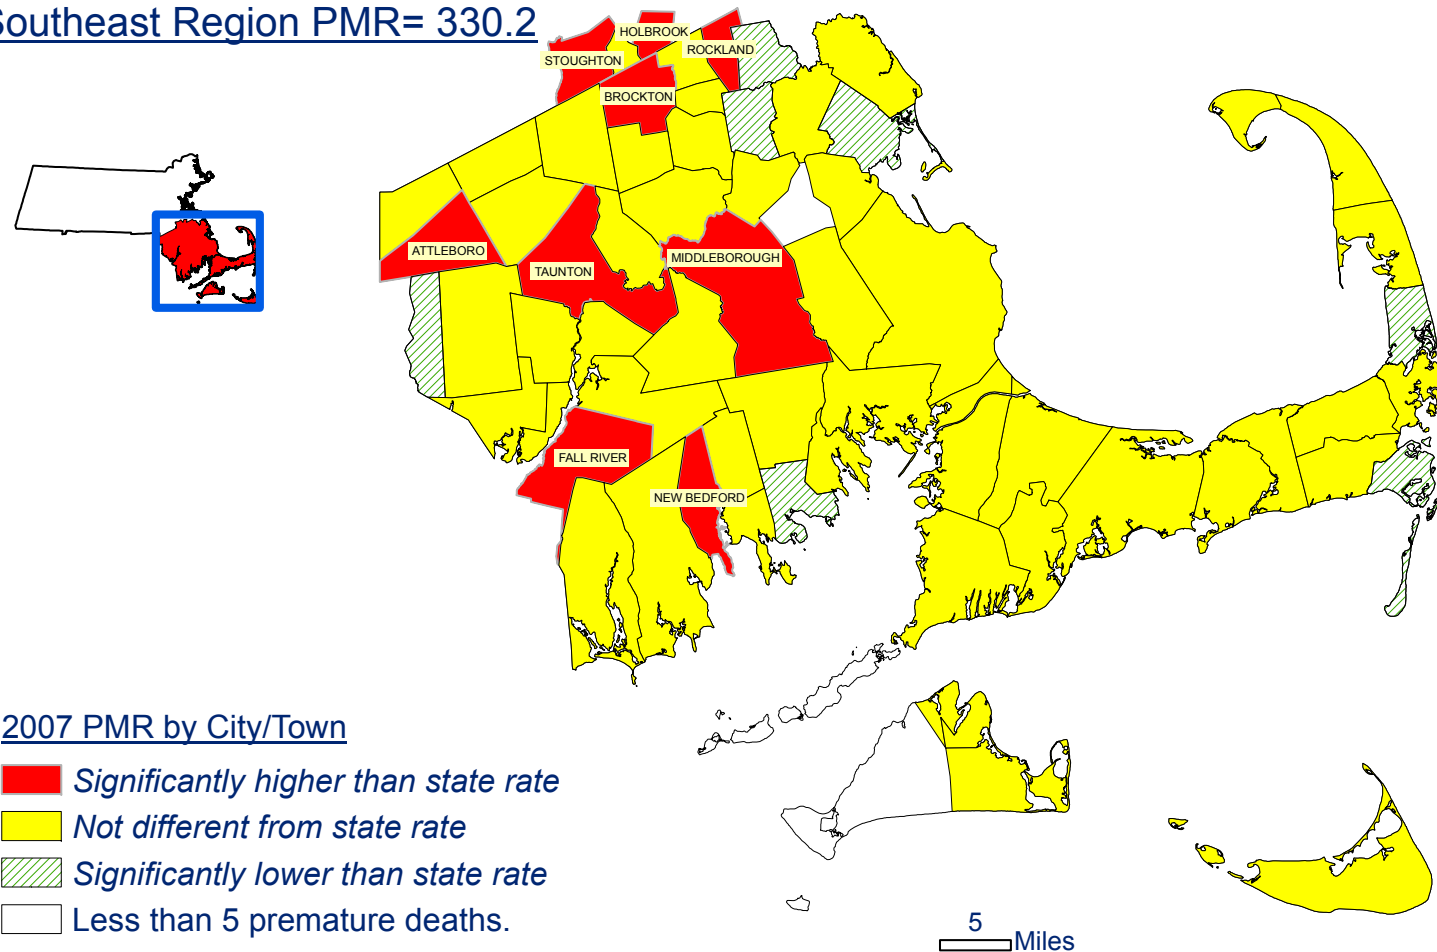 Southeast Region PMR= 330.2
HOLBROOK
ROCKLAND
STOUGHTON
BROCKTON
ATTLEBORO
TAUNTON
MIDDLEBOROUGH
FALL RIVER
NEW BEDFORD
2007 PMR by City/Town
Significantly higher than state rate
Not different from state rate
Significantly lower than state rate
Less than 5 premature deaths.
5
Miles